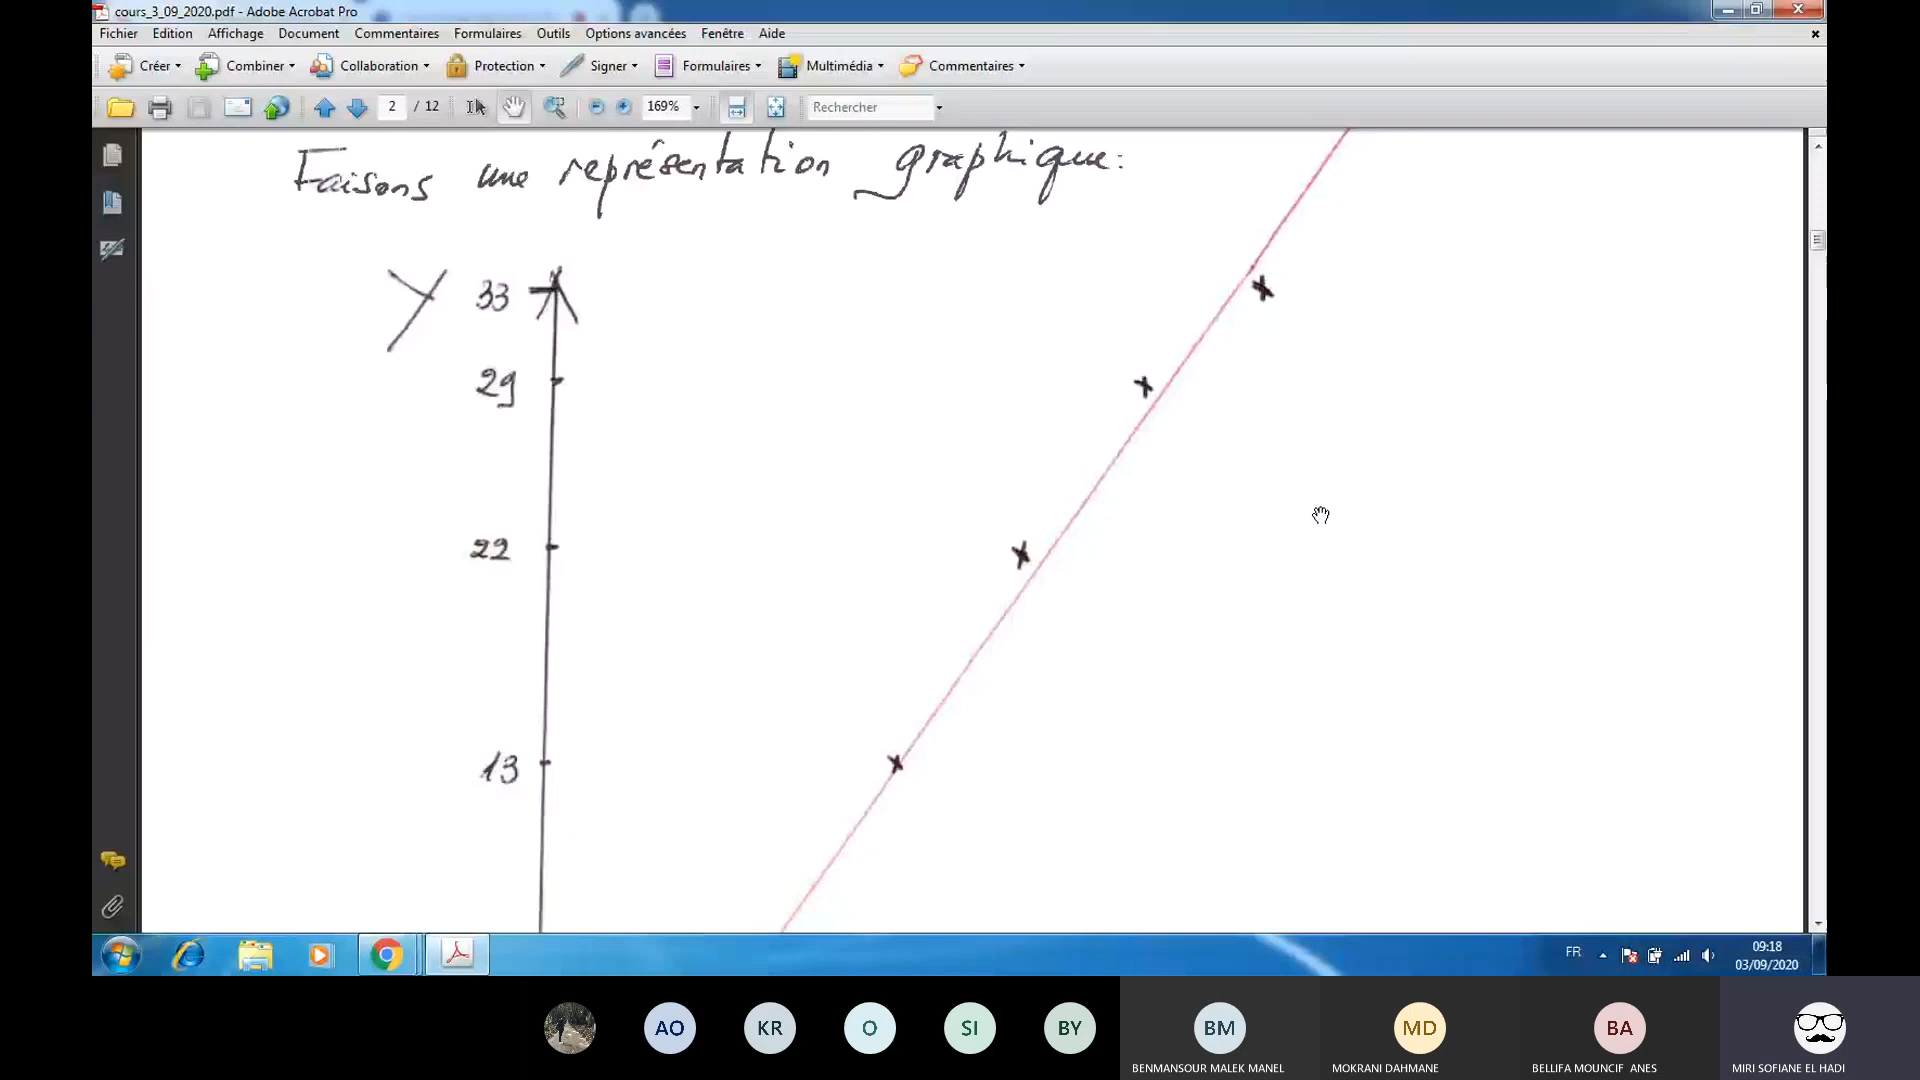 cours_3_09_2020.pdf - Adobe Acrobat Pro
Fichier Edition Affichage Document Commentaires Formulaires Outils Options avancées Fenêtre Aide
Créer Combiner Collaboration Protection Signer Formulaires Multimédia Commentaires
2 / 12 169% Rechercher
Faisons une représentation graphique:
Y 33
29
22
13
FR
09:18
03/09/2020
AO KR O SI BY BM MD BA
BENMANSOUR MALEK MANEL MOKRANI DAHMANE BELLIFA MOUNCIF ANES MIRI SOFIANE EL HADI